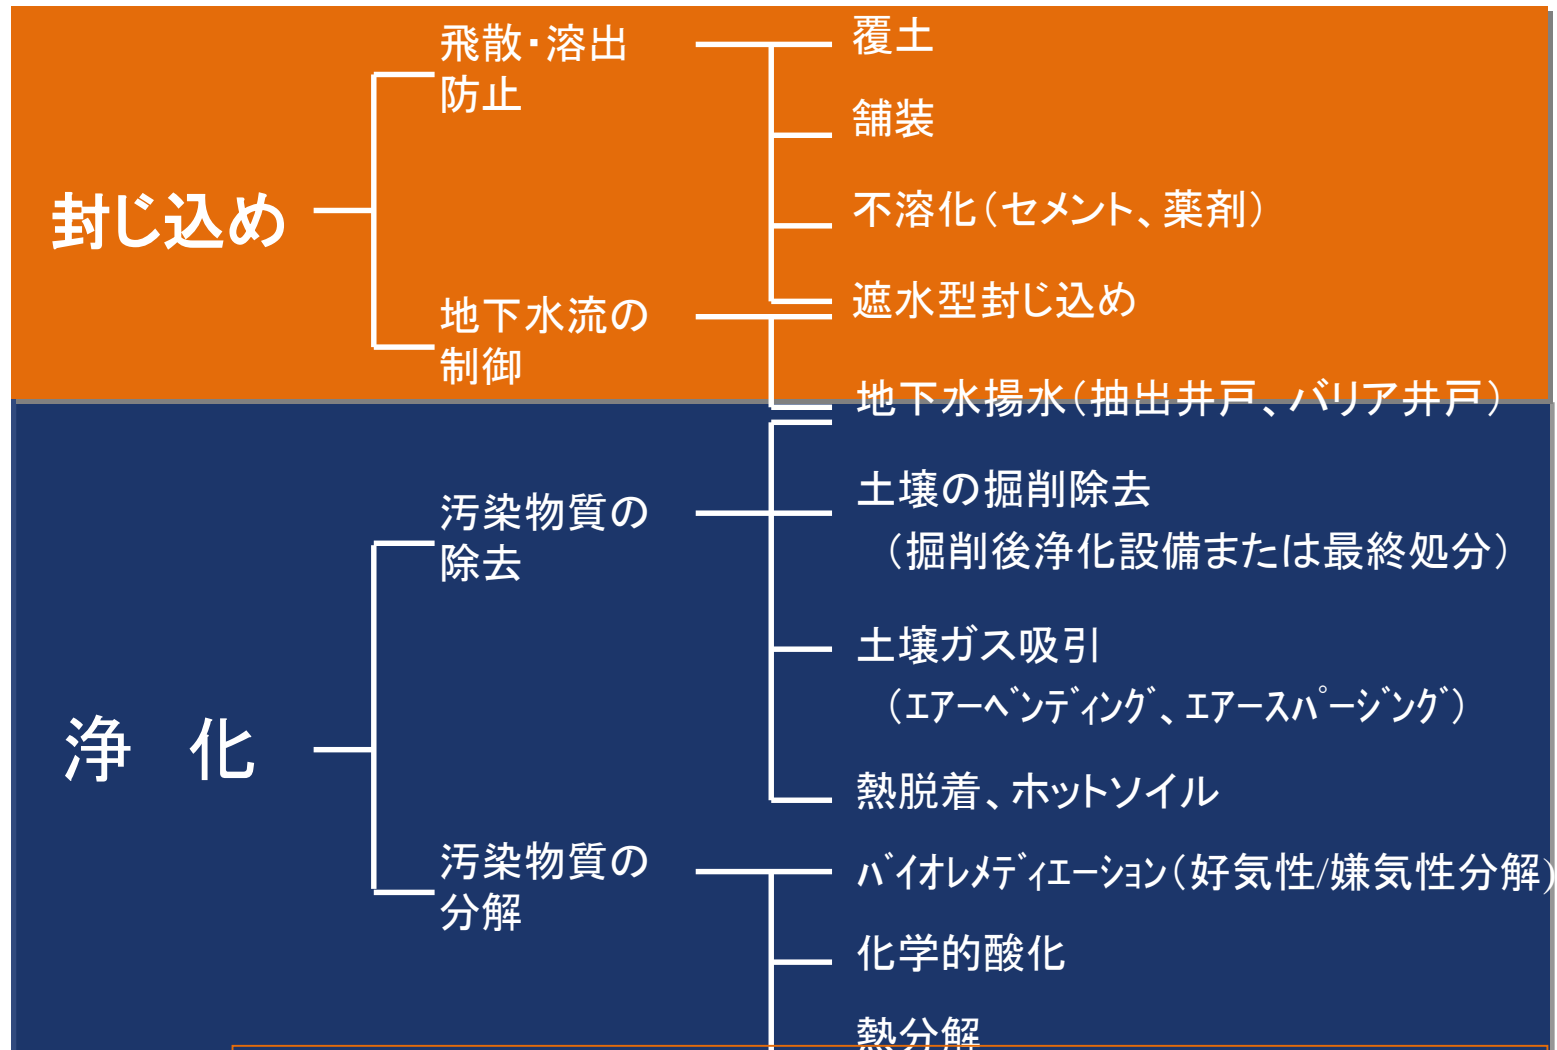 封じ込め
飛散・溶出
防止
覆土
舗装
不溶化（セメント、薬剤）
地下水流の
制御
遮水型封じ込め
地下水揚水（抽出井戸、バリア井戸）
浄　化
汚染物質の
除去
土壌の掘削除去
（掘削後浄化設備または最終処分）
土壌ガス吸引
（ｴｱｰﾍﾞﾝﾃﾞｨﾝｸﾞ、ｴｱｰｽﾊﾟｰｼﾞﾝｸﾞ）
熱脱着、ホットソイル
汚染物質の
分解
ﾊﾞｲｵﾚﾒﾃﾞｨｴｰｼｮﾝ（好気性/嫌気性分解)
化学的酸化
熱分解